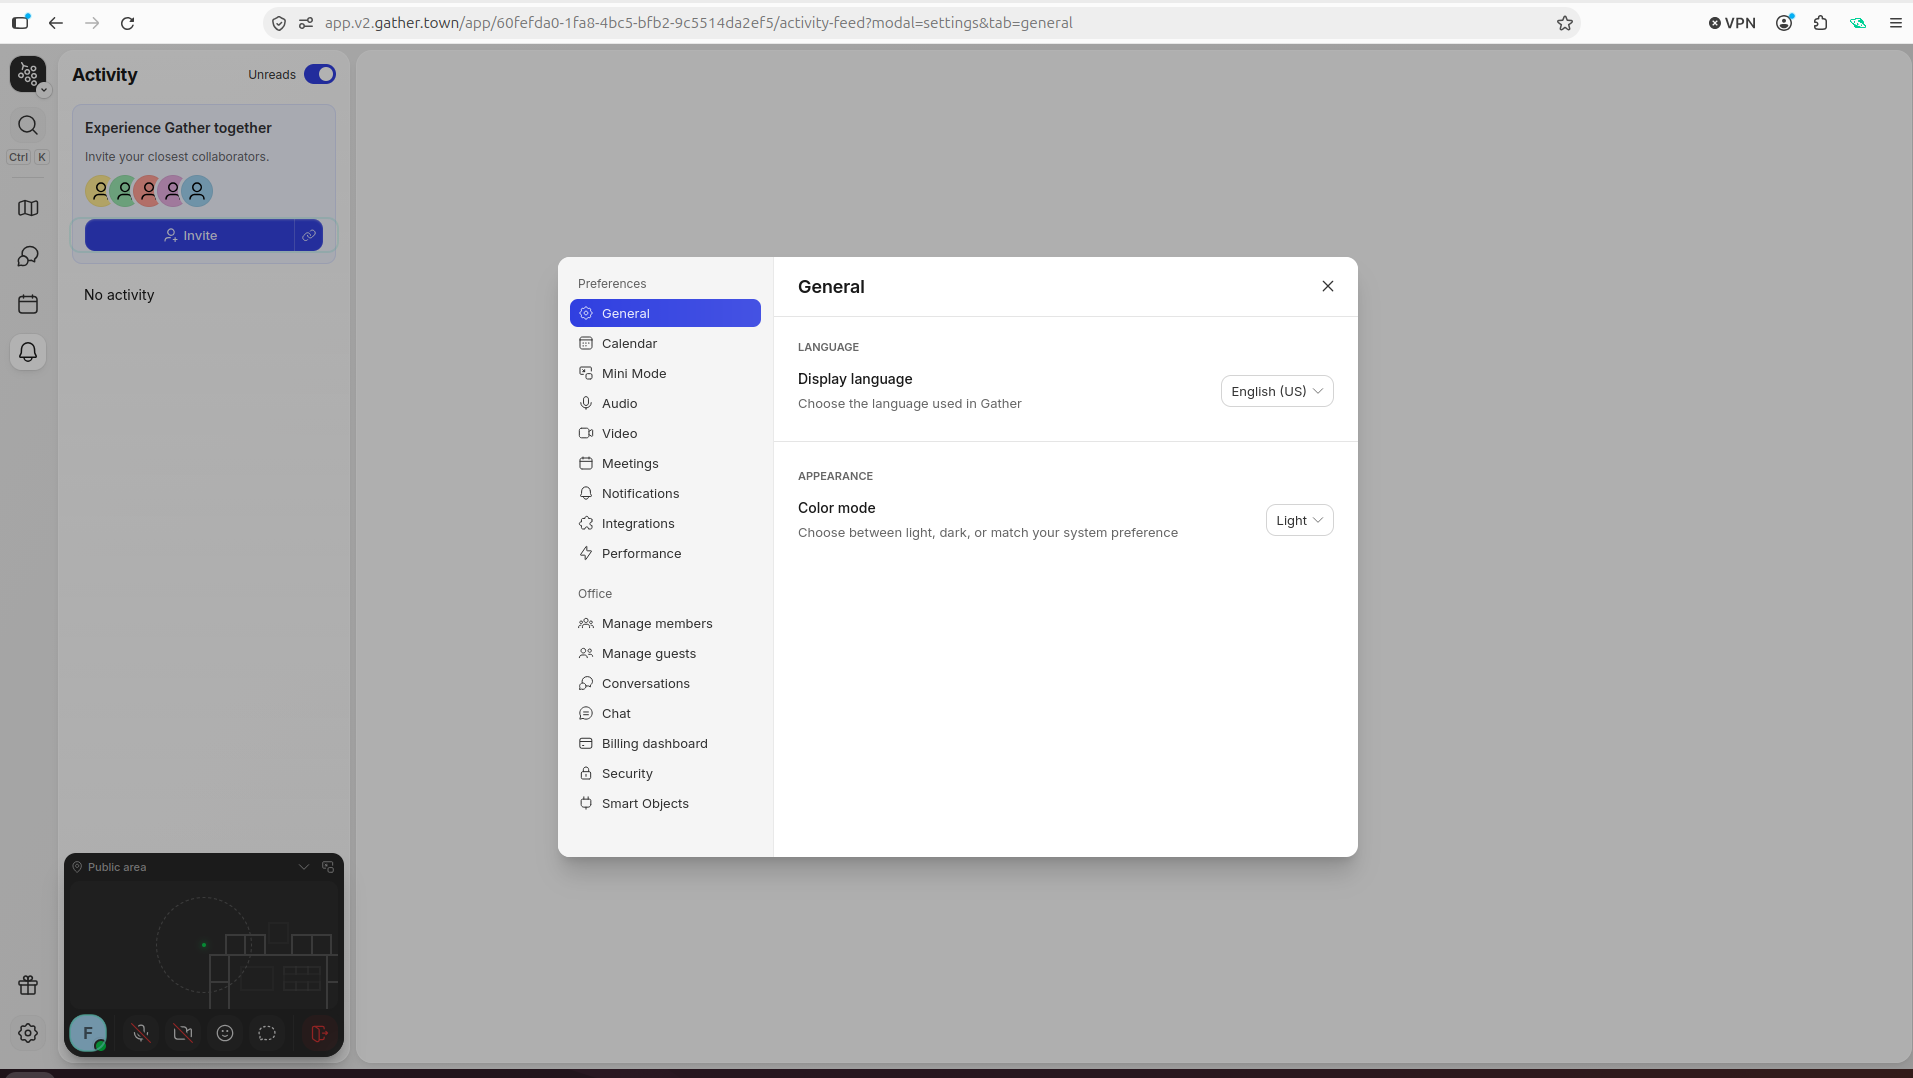 app.v2.gather.town/app/60fefda0-1fa8-4bc5-bfb2-9c5514da2ef5/activity-feed?modal=settings&tab=general
VPN
Activity
Unreads
Experience Gather together
Invite your closest collaborators.
Invite
No activity
Ctrl K
Public area
F
Preferences
General
Calendar
Mini Mode
Audio
Video
Meetings
Notifications
Integrations
Performance
Office
Manage members
Manage guests
Conversations
Chat
Billing dashboard
Security
Smart Objects
General
LANGUAGE
Display language
Choose the language used in Gather
English (US)
APPEARANCE
Color mode
Choose between light, dark, or match your system preference
Light